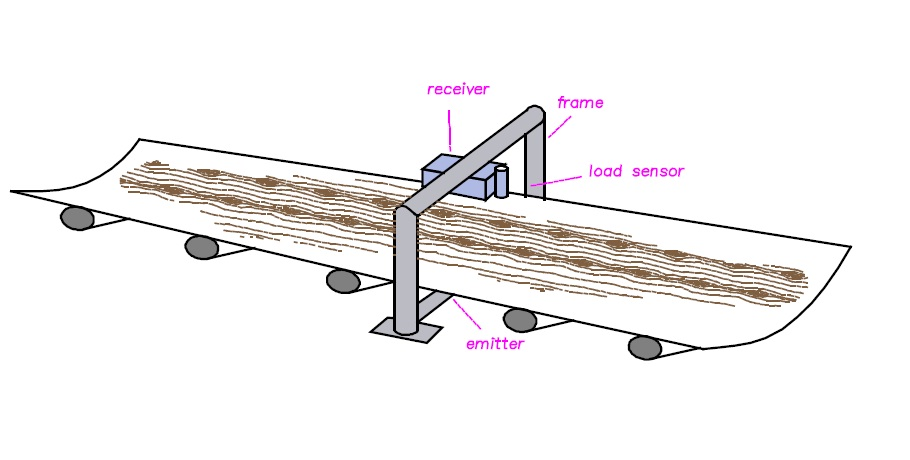 receiver
frame
load sensor
emitter